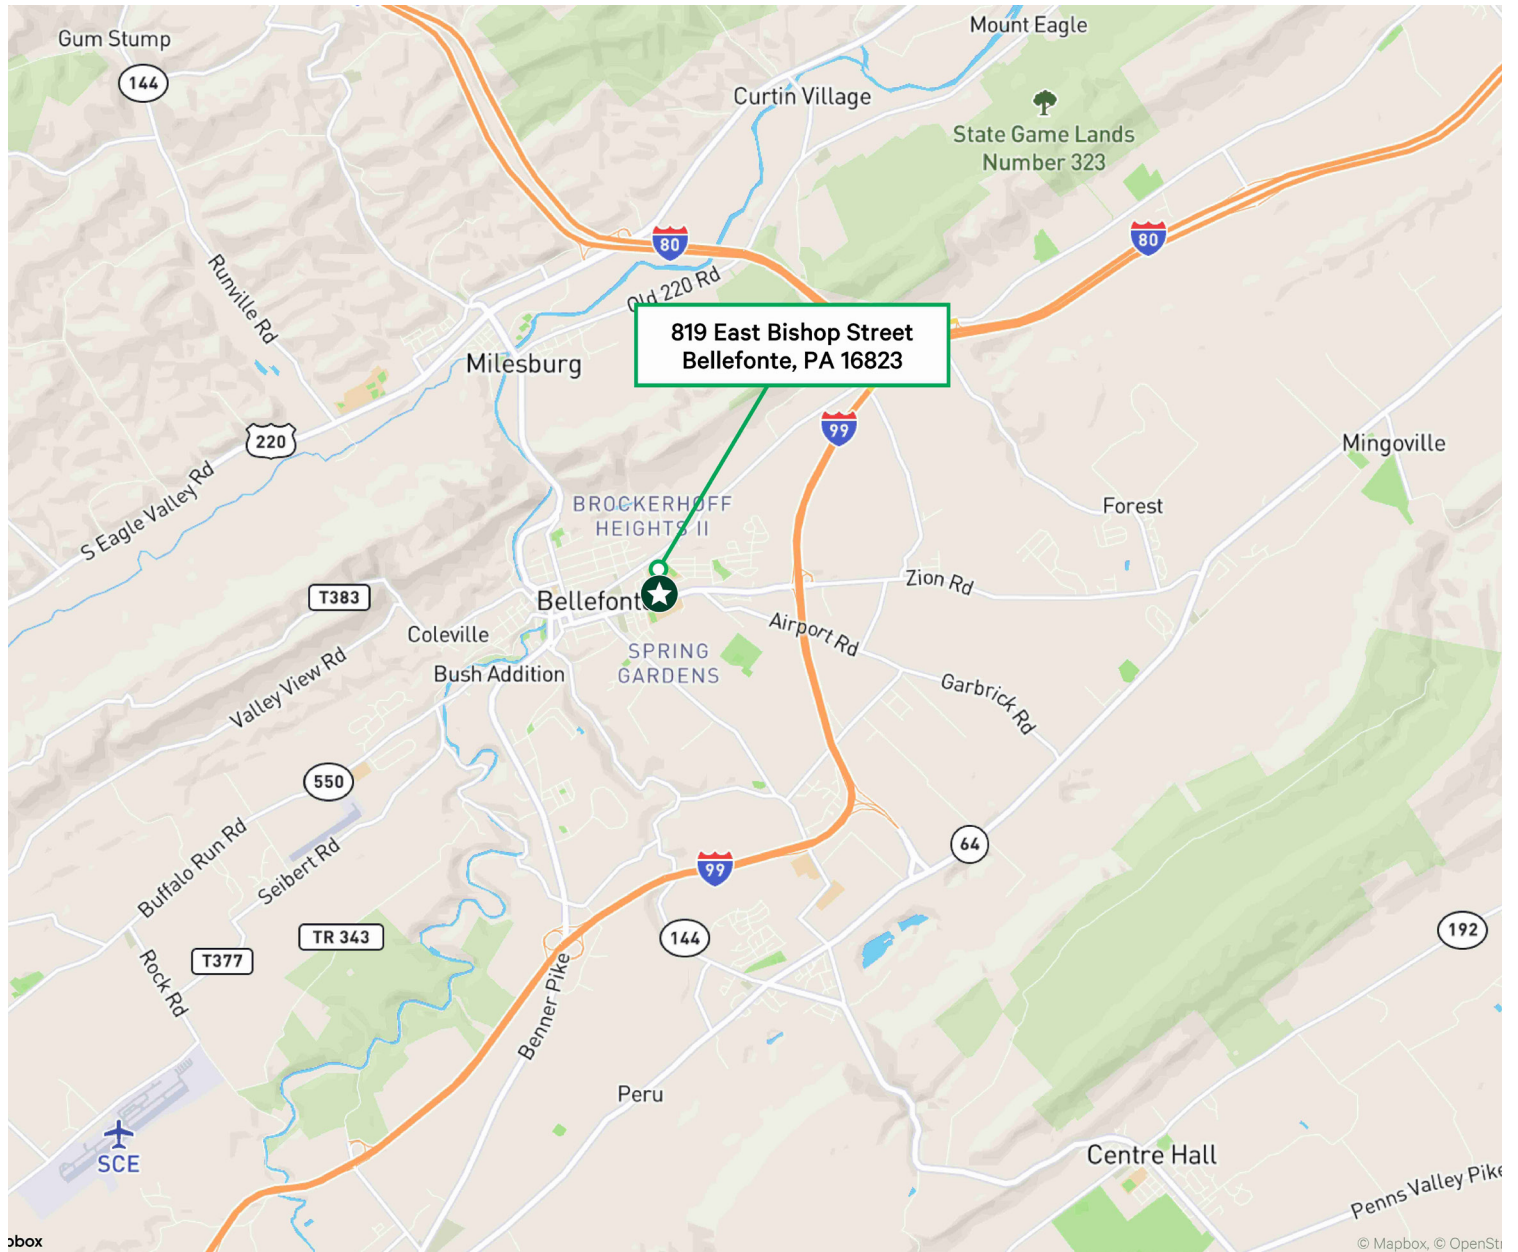 Gum Stump
144
Mount Eagle
Curtin Village
State Game Lands
Number 323
80
80
Runville Rd
Old 220 Rd
819 East Bishop Street
Bellefonte, PA 16823
Milesburg
99
220
Mingoville
S Eagle Valley Rd
BROCKERHOFF
HEIGHTS II
Forest
T383
Zion Rd
Bellefont
Coleville
Airport Rd
SPRING
GARDENS
Bush Addition
Valley View Rd
Garbrick Rd
550
Buffalo Run Rd
Seibert Rd
64
99
TR 343
144
192
T377
Rock Rd
Benner Pike
Peru
SCE
Centre Hall
Penns Valley Pike
obox
© Mapbox, © OpenStr